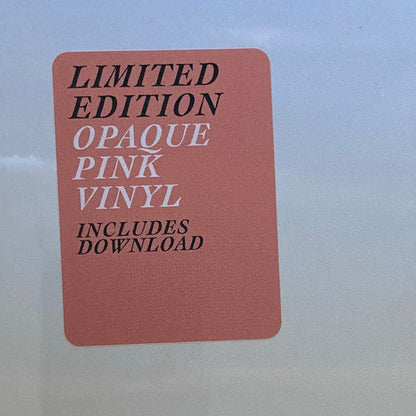 LIMITED
EDITION
OPAQUE
PINK
VINYL
INCLUDES
DOWNLOAD